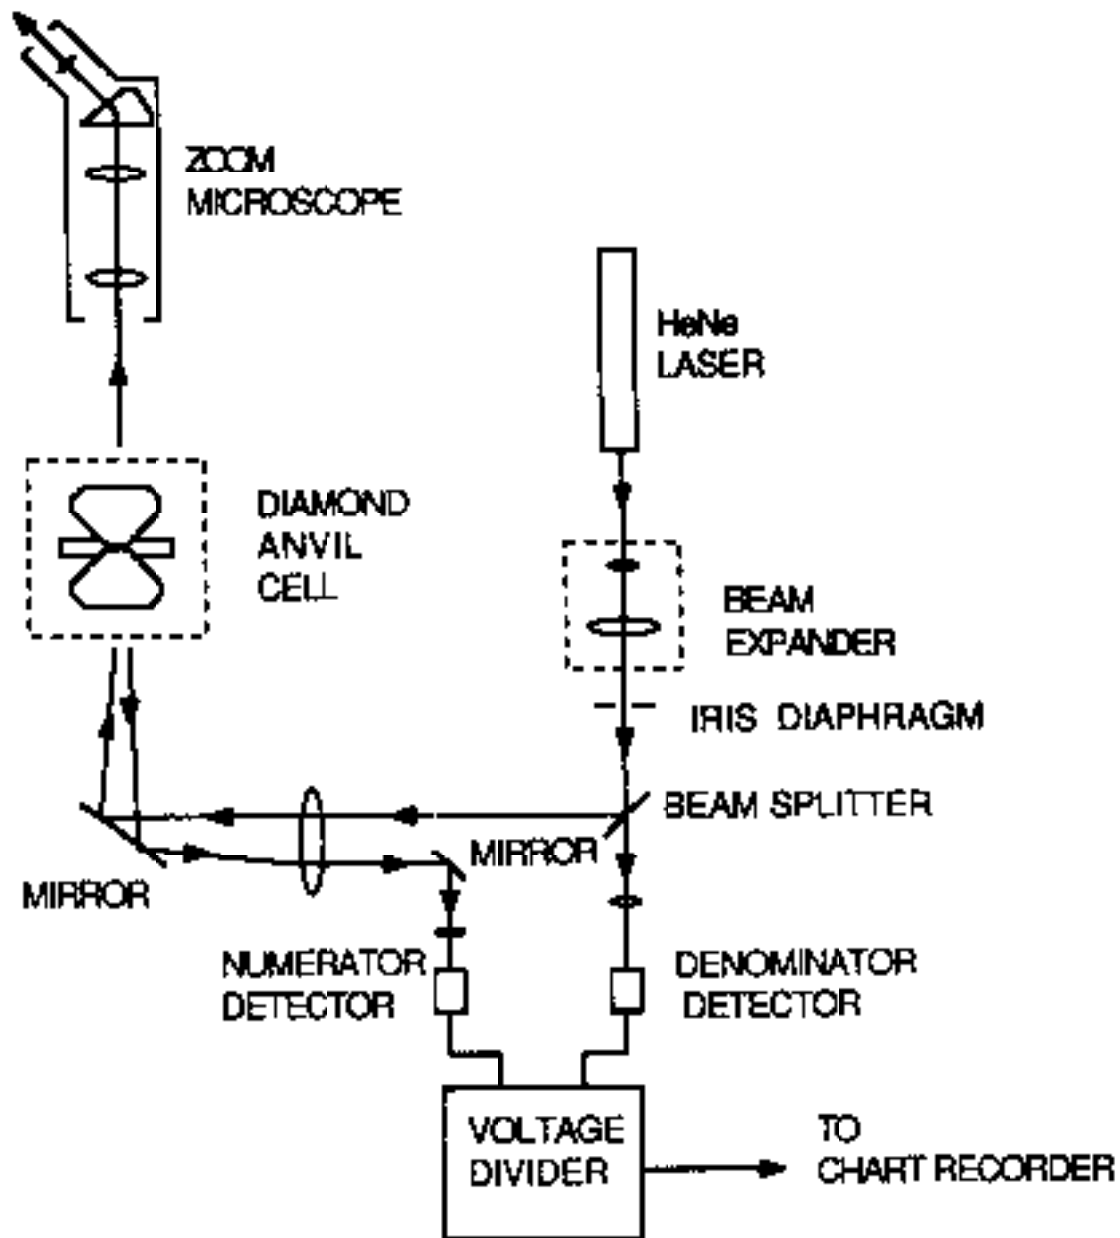 ZOOM
MICROSCOPE
HeNe
LASER
DIAMOND
ANVIL
CELL
BEAM
EXPANDER
IRIS DIAPHRAGM
BEAM SPLITTER
MIRROR
MIRROR
NUMERATOR
DETECTOR
DENOMINATOR
DETECTOR
VOLTAGE
DIVIDER
TO
CHART RECORDER